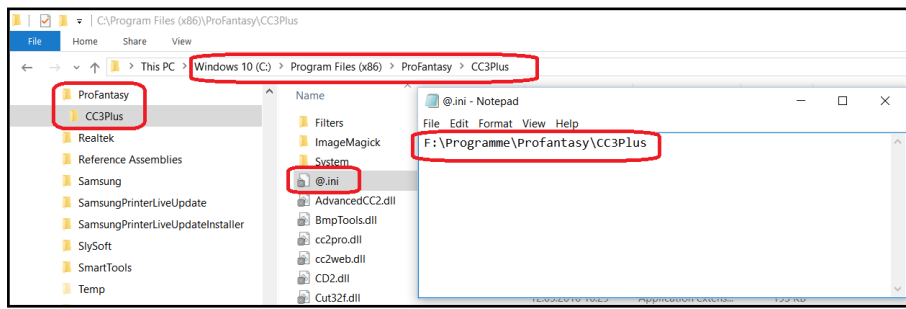 C:\Program Files (x86)\ProFantasy\CC3Plus
File Home Share View
This PC > Windows 10 (C:) > Program Files (x86) > ProFantasy > CC3Plus
ProFantasy
CC3Plus
Realtek
Reference Assemblies
Samsung
SamsungPrinterLiveUpdate
SamsungPrinterLiveUpdateInstaller
SlySoft
SmartTools
Temp
Name
Filters
ImageMagick
System
@.ini
AdvancedCC2.dll
BmpTools.dll
cc2pro.dll
cc2web.dll
CD2.dll
Cut32f.dll
@.ini - Notepad
File Edit Format View Help
F:\Programme\Profantasy\CC3Plus